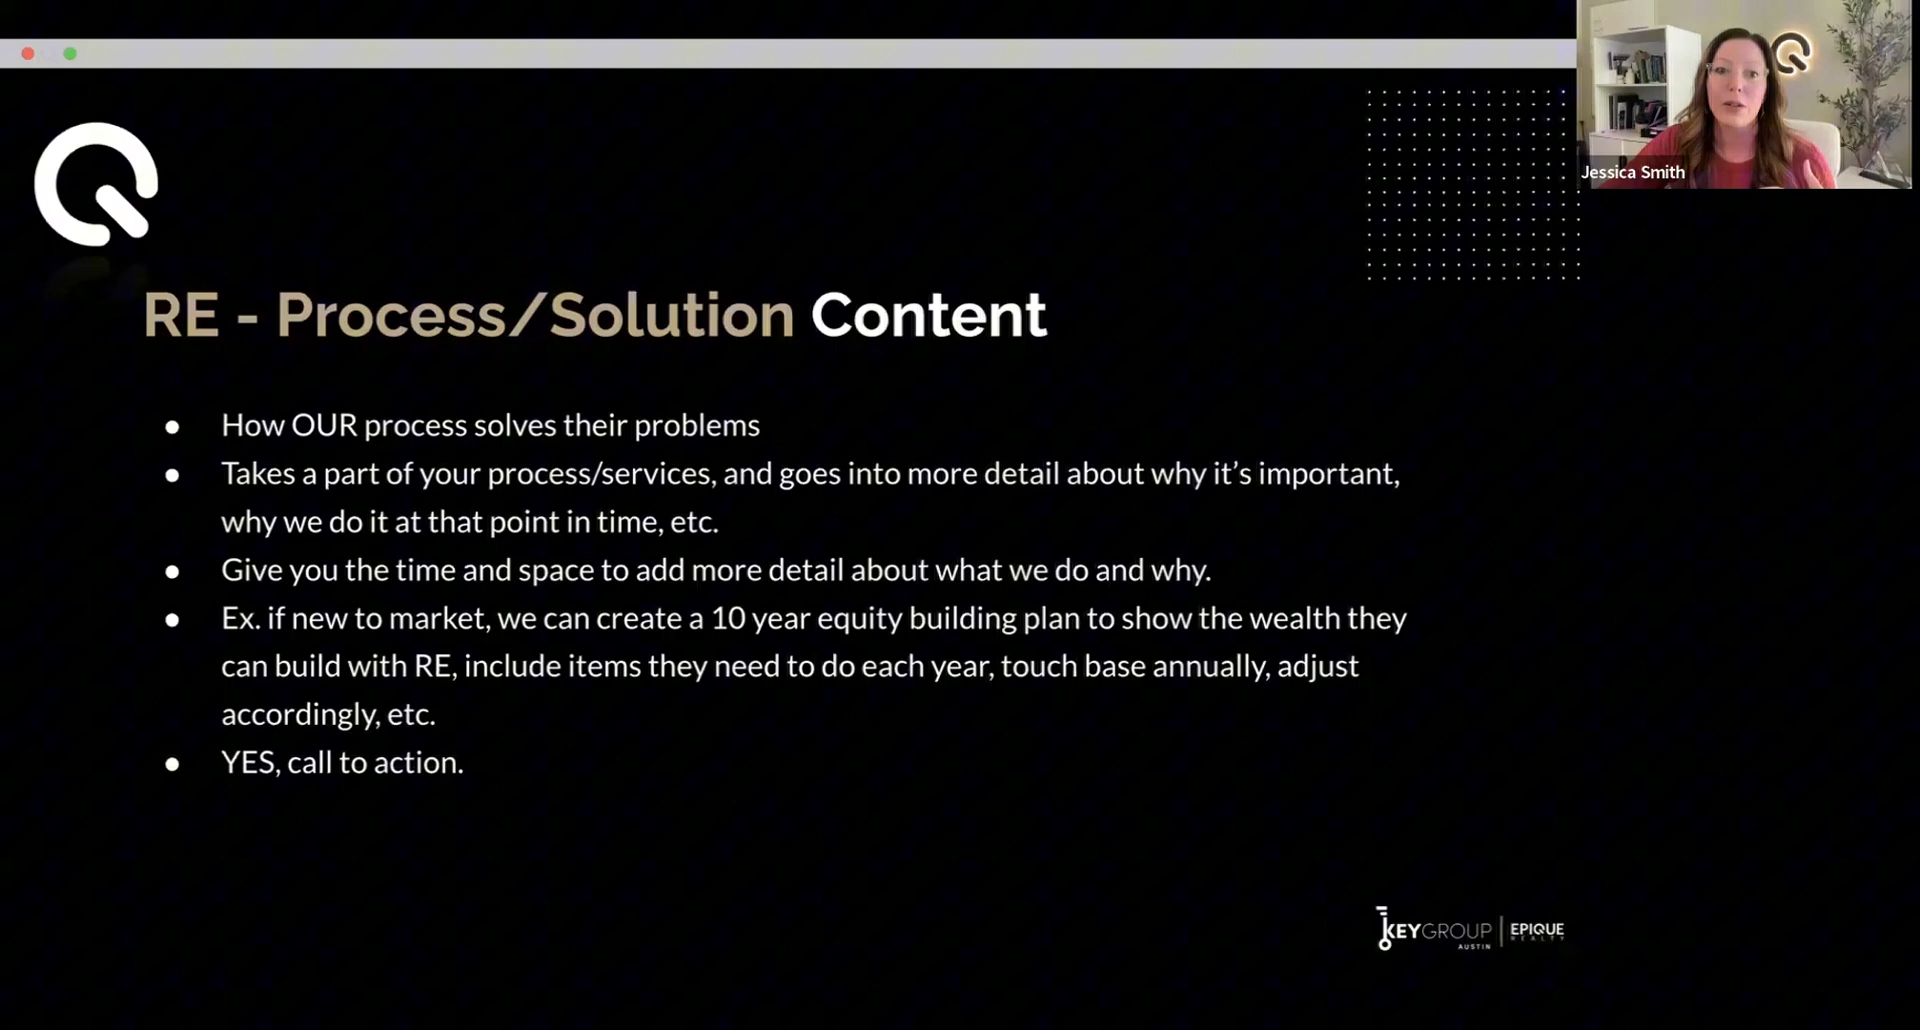 Jessica Smith
RE - Process/Solution Content
● How OUR process solves their problems
● Takes a part of your process/services, and goes into more detail about why it’s important,
why we do it at that point in time, etc.
● Give you the time and space to add more detail about what we do and why.
● Ex. if new to market, we can create a 10 year equity building plan to show the wealth they
can build with RE, include items they need to do each year, touch base annually, adjust
accordingly, etc.
● YES, call to action.
KEYGROUP
AUSTIN
EPIQUE
REALTY